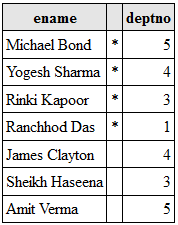 ename deptno
Michael Bond * 5
Yogesh Sharma * 4
Rinki Kapoor * 3
Ranchhod Das * 1
James Clayton 4
Sheikh Haseena 3
Amit Verma 5